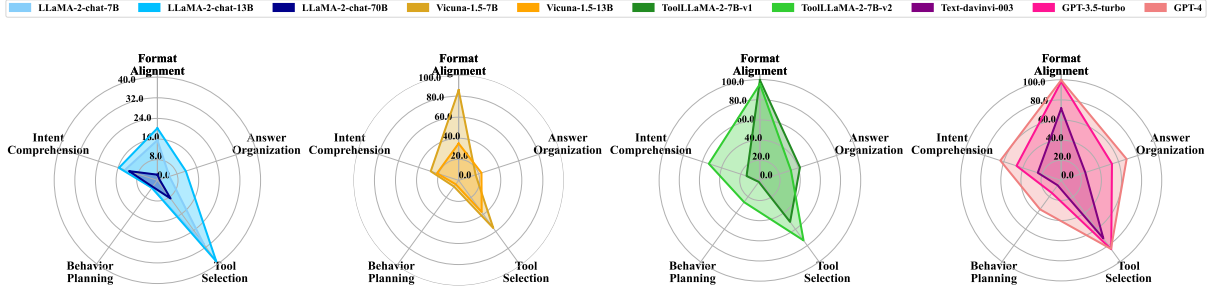 LLaMA-2-chat-7B LLaMA-2-chat-13B LLaMA-2-chat-70B Vicuna-1.5-7B Vicuna-1.5-13B ToolLLaMA-2-7B-v1 ToolLLaMA-2-7B-v2 Text-davinvi-003 GPT-3.5-turbo GPT-4
Format
Alignment
40.0
32.0
24.0
16.0
8.0
0.0
Intent
Comprehension
Answer
Organization
Behavior
Planning
Tool
Selection
Format
Alignment
100.0
80.0
60.0
40.0
20.0
0.0
Intent
Comprehension
Answer
Organization
Behavior
Planning
Tool
Selection
Format
Alignment
100.0
80.0
60.0
40.0
20.0
0.0
Intent
Comprehension
Answer
Organization
Behavior
Planning
Tool
Selection
Format
Alignment
100.0
80.0
60.0
40.0
20.0
0.0
Intent
Comprehension
Answer
Organization
Behavior
Planning
Tool
Selection